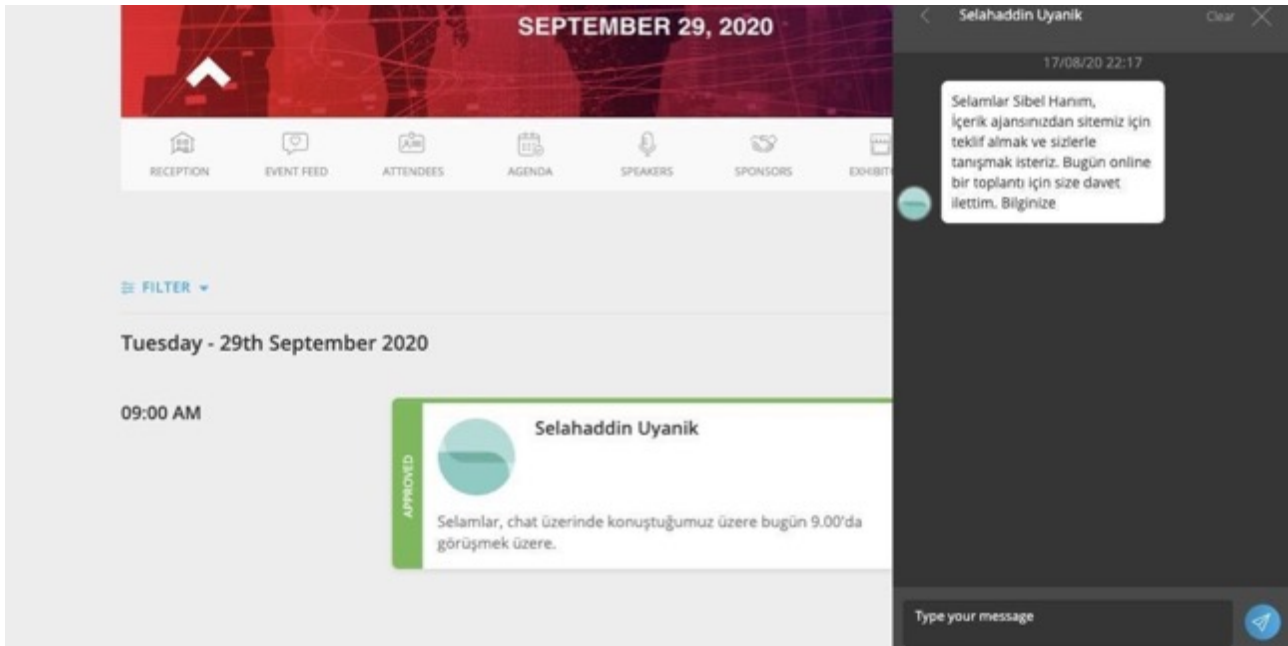 SEPTEMBER 29, 2020
RECEPTION
EVENT FEED
ATTENDEES
AGENDA
SPEAKERS
SPONSORS
FILTER
Tuesday - 29th September 2020
09:00 AM
APPROVED
Selahaddin Uyanik
Selamlar, chat üzerinde konuştuğumuz üzere bugün 9.00'da
görüşmek üzere.
Selahaddin Uyanik
Clear
17/08/20 22:17
Selamlar Sibel Hanım,
İçerik ajansınızdan sitemiz için
teklif almak ve sizlerle
tanışmak isteriz. Bugün online
bir toplantı için size davet
ilettim. Bilginize
Type your message